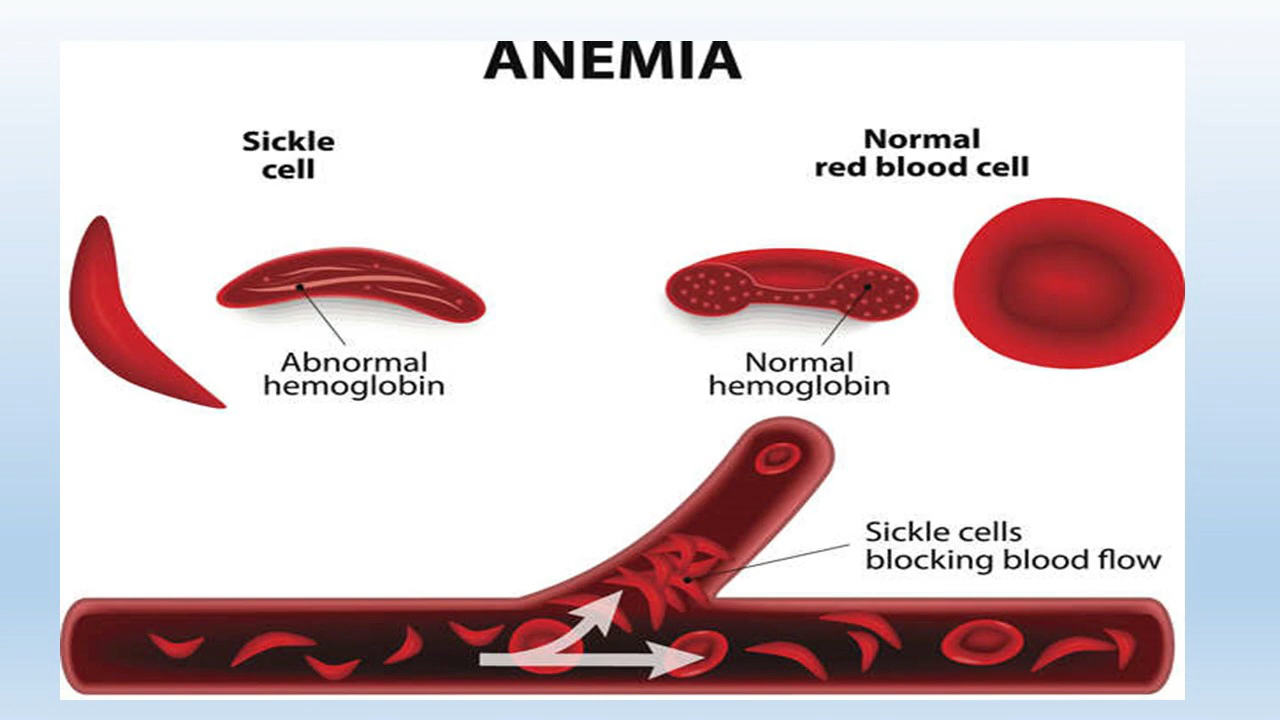 ANEMIA
Sickle
cell
Normal
red blood cell
Abnormal
hemoglobin
Normal
hemoglobin
Sickle cells
blocking blood flow